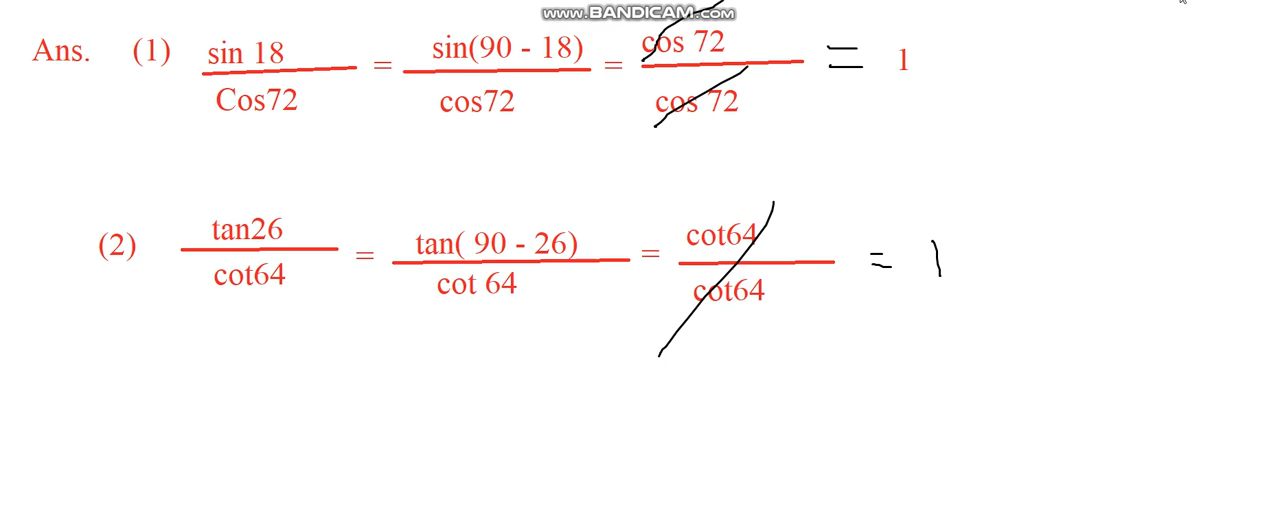 www.BANDICAM.com
Ans. (1) sin 18 = sin(90 - 18) = cos 72 = 1
Cos72 cos72 cos 72
(2) tan26 = tan( 90 - 26) = cot64 = 1
cot64 cot 64 cot64